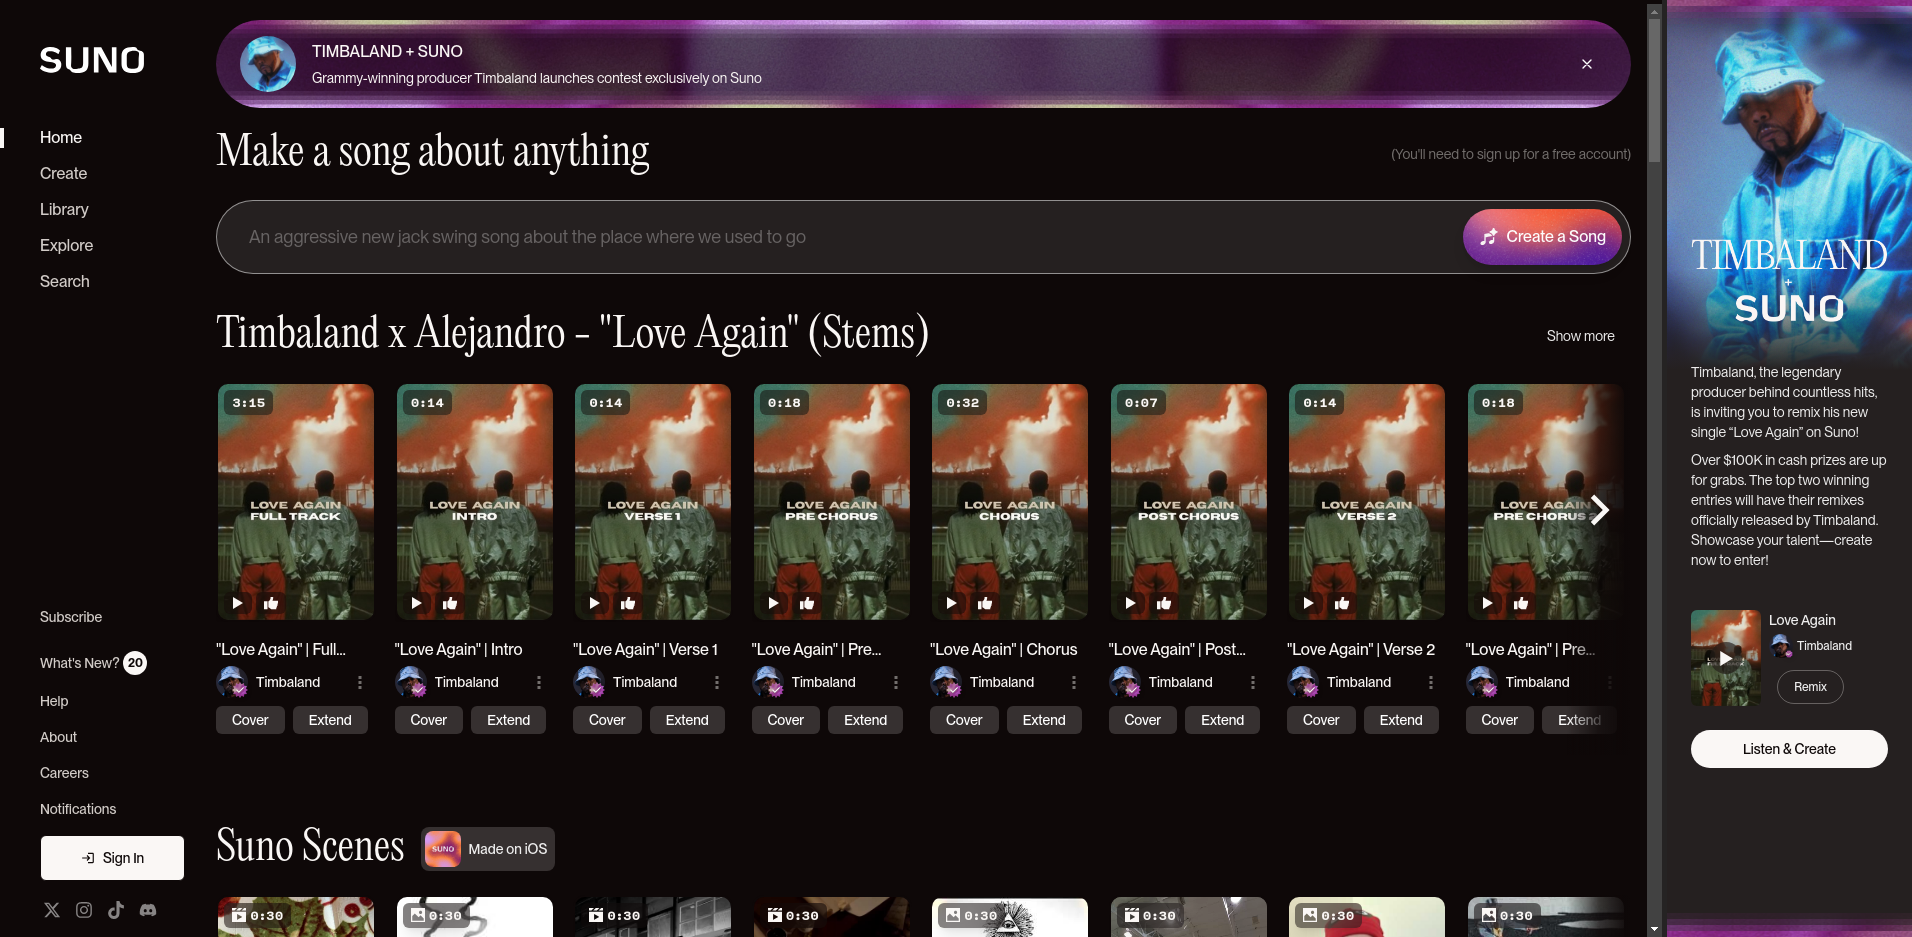 SUNO
Home
Create
Library
Explore
Search
Subscribe
What's New? 20
Help
About
Careers
Notifications
Sign In
TIMBALAND + SUNO
Grammy-winning producer Timbaland launches contest exclusively on Suno
Make a song about anything
(You'll need to sign up for a free account)
An aggressive new jack swing song about the place where we used to go
Create a Song
Timbaland x Alejandro - "Love Again" (Stems)
Show more
3:15
LOVE AGAIN
FULL TRACK
"Love Again" | Full...
Timbaland
Cover Extend
0:14
LOVE AGAIN
INTRO
"Love Again" | Intro
Timbaland
Cover Extend
0:14
LOVE AGAIN
VERSE 1
"Love Again" | Verse 1
Timbaland
Cover Extend
0:18
LOVE AGAIN
PRE CHORUS
"Love Again" | Pre...
Timbaland
Cover Extend
0:32
LOVE AGAIN
CHORUS
"Love Again" | Chorus
Timbaland
Cover Extend
0:07
LOVE AGAIN
POST CHORUS
"Love Again" | Post...
Timbaland
Cover Extend
0:14
LOVE AGAIN
VERSE 2
"Love Again" | Verse 2
Timbaland
Cover Extend
0:18
LOVE AGAIN
PRE CHORUS 2
"Love Again" | Pre...
Timbaland
Cover Extend
Suno Scenes
SUNO
Made on iOS
0:30
0:30
0:30
0:30
0:30
0:30
0:30
0:30
TIMBALAND
+
SUNO
Timbaland, the legendary
producer behind countless hits,
is inviting you to remix his new
single “Love Again” on Suno!
Over $100K in cash prizes are up
for grabs. The top two winning
entries will have their remixes
officially released by Timbaland.
Showcase your talent—create
now to enter!
Love Again
Timbaland
Remix
Listen & Create